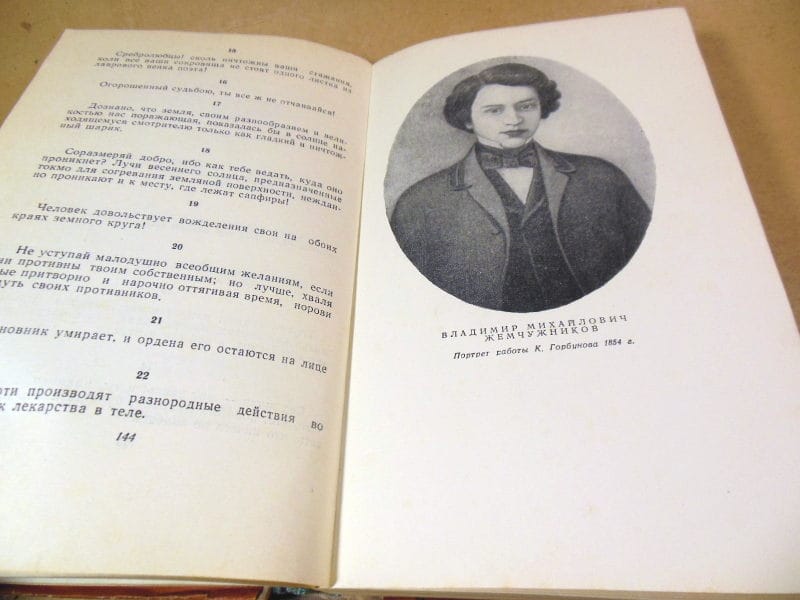 15
Сребролюбцы! сколь ничтожны ваши стяжания,
коли все ваши сокровища не стоят одного листка из
лаврового венка поэта!
16
Огорошенный судьбою, ты все ж не отчаивайся!
17
Дознано, что земля, своим разнообразием и вели-
костью нас поражающая, показалась бы в солнце на-
ходящемуся смотрителю только как гладкий и ничтож-
ный шарик.
18
Соразмеряй добро, ибо как тебе ведать, куда оно
проникнет? Лучи весеннего солнца, предназначенные
токмо для согревания земляной поверхности, неждан-
но проникают и к месту, где лежат сапфиры!
19
Человек довольствует вожделения свои на обоих
краях земного круга!
20
Не уступай малодушно всеобщим желаниям, если
ни противны твоим собственным; но лучше, хваля
ые притворно и нарочно оттягивая время, норови
нуть своих противников.
21
новник умирает, и ордена его остаются на лице
22
оти производят разнородные действия во
к лекарства в теле.
144
ВЛАДИМИР МИХАЙЛОВИЧ
ЖЕМЧУЖНИКОВ
Портрет работы К. Горбунова 1854 г.